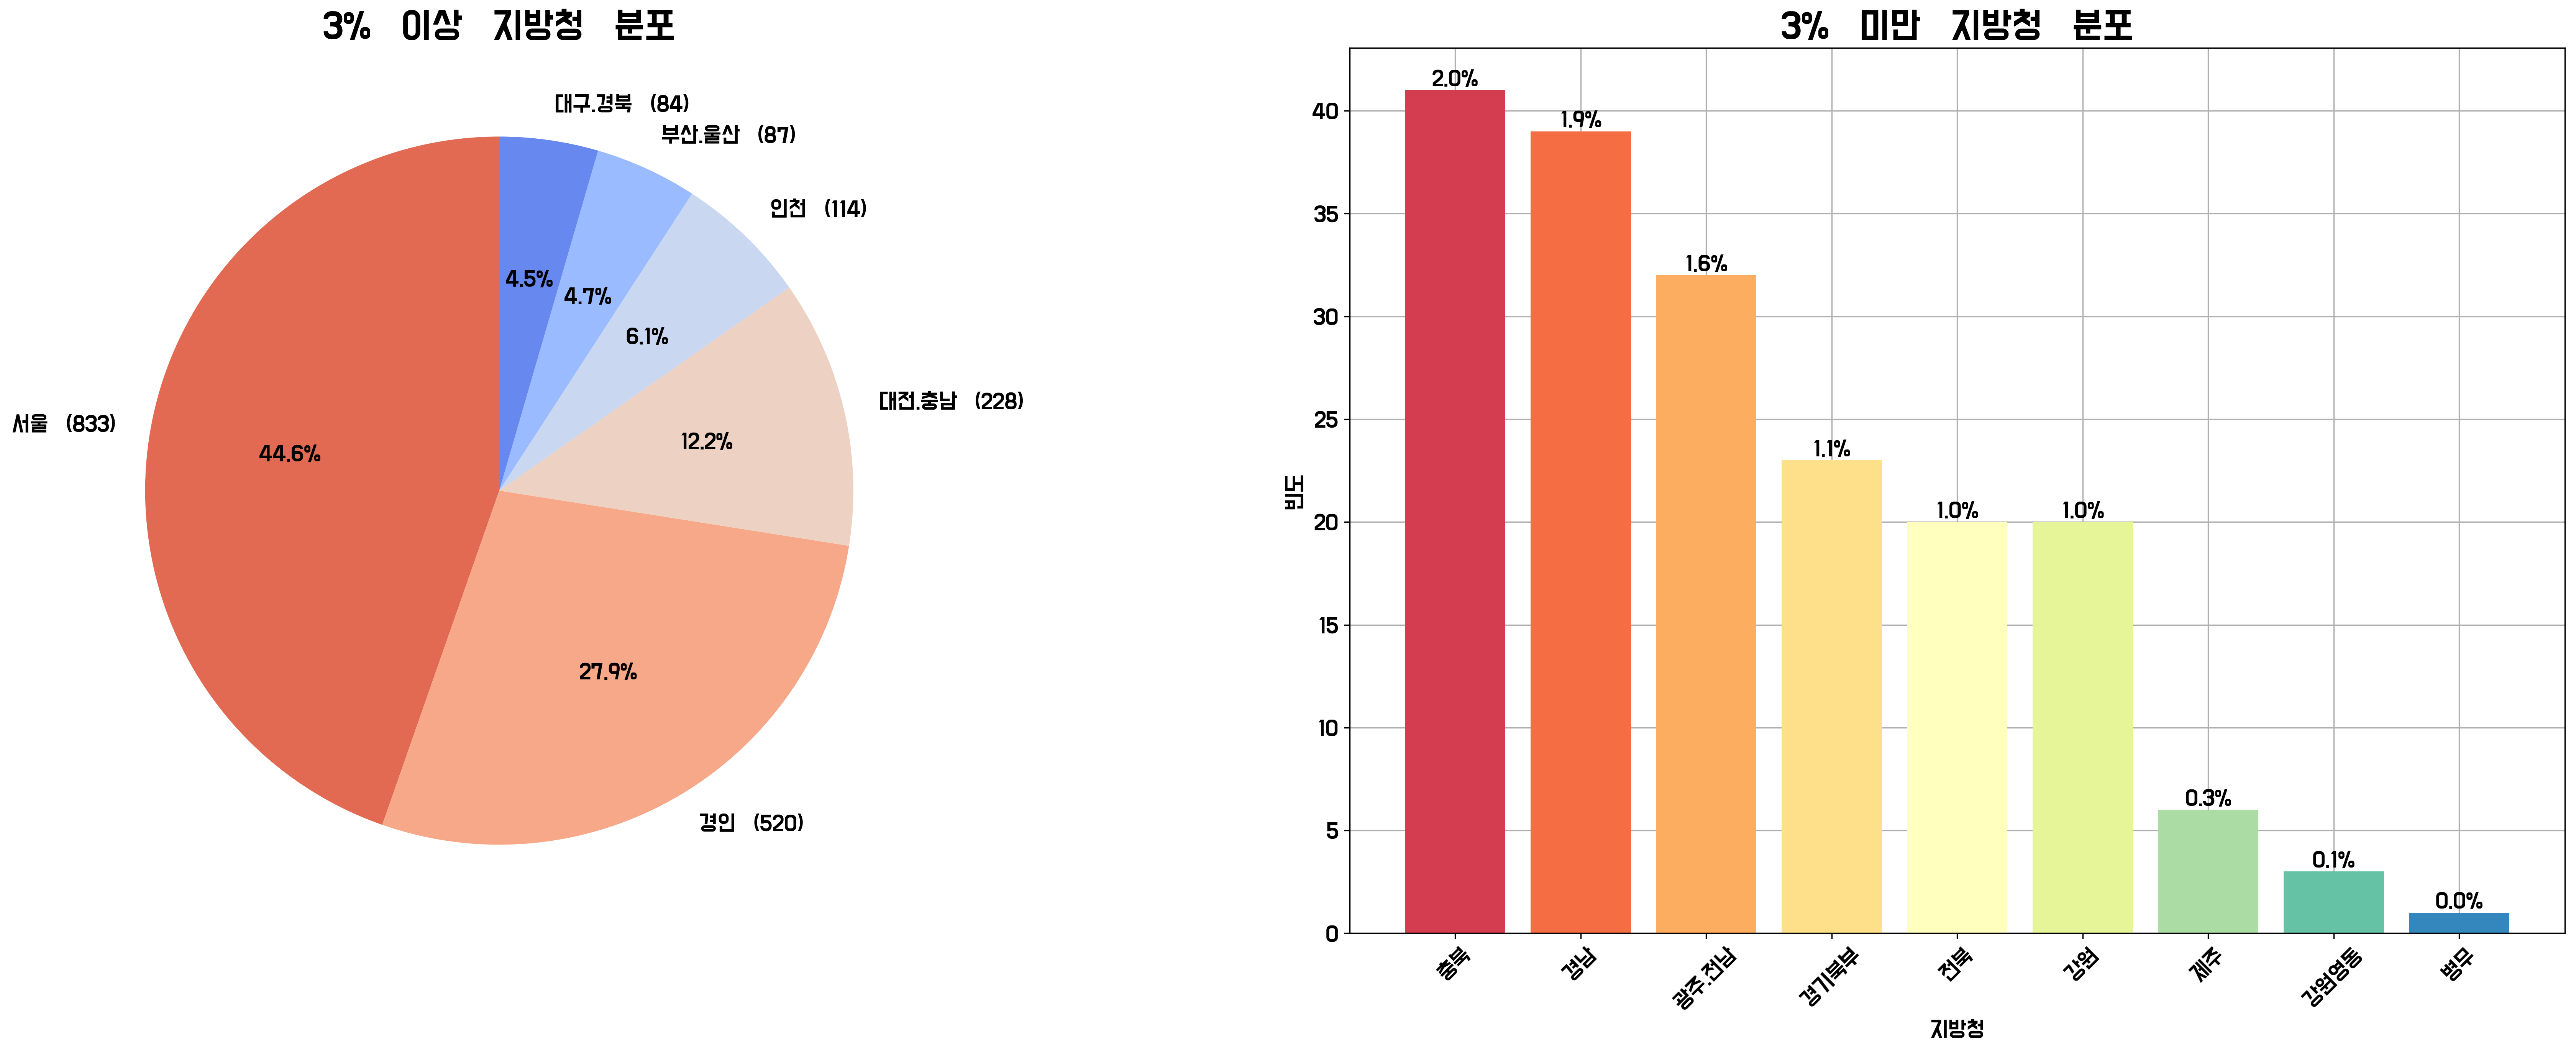 3% 이상 지방청 분포
대구.경북 (84)
부산.울산 (87)
인천 (114)
대전.충남 (228)
서울 (833)
경인 (520)
4.5%
4.7%
6.1%
12.2%
44.6%
27.9%
3% 미만 지방청 분포
빈도
40
35
30
25
20
15
10
5
0
2.0%
1.9%
1.6%
1.1%
1.0%
1.0%
0.3%
0.1%
0.0%
충북
경남
광주.전남
경기북부
전북
강원
제주
강원영동
병무
지방청